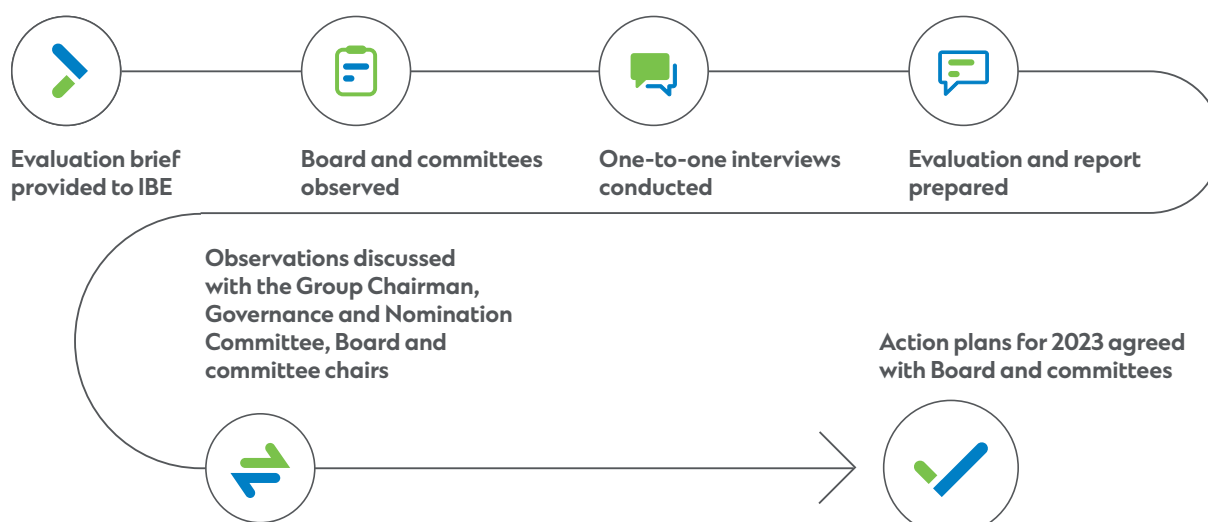 Evaluation brief
provided to IBE
Board and committees
observed
One-to-one interviews
conducted
Evaluation and report
prepared
Observations discussed
with the Group Chairman,
Governance and Nomination
Committee, Board and
committee chairs
Action plans for 2023 agreed
with Board and committees